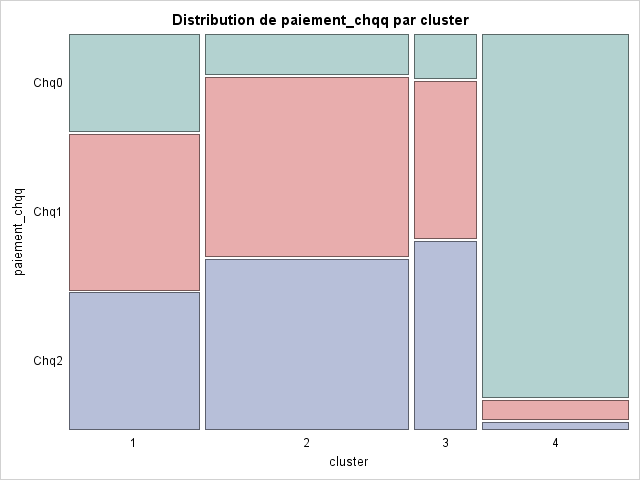 Distribution de paiement_chqq par cluster
Chq0
Chq1
Chq2
paiement_chqq
1 2 3 4
cluster